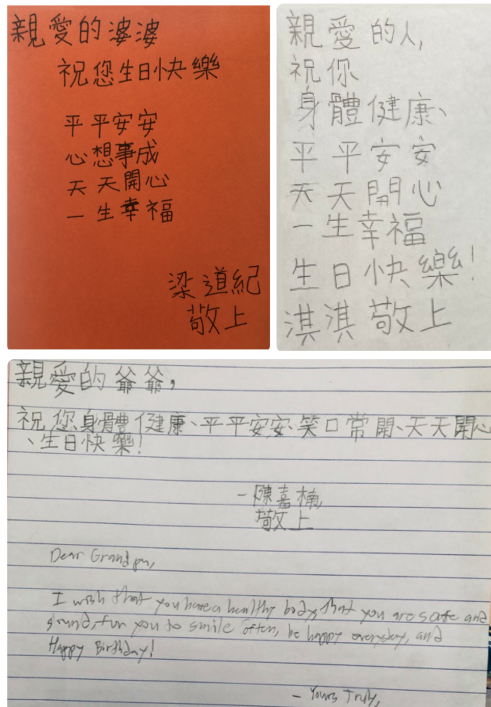 親愛的婆婆
祝您生日快樂
平平安安
心想事成
天天開心
一生幸福
梁道紀
敬上
親愛的人,
祝你
身體健康、
平平安安
天天開心
一生幸福
生日快樂!
淇淇敬上
親愛的爺爺,
祝您身體健康、平平安安、笑口常開、天天開心
、生日快樂!
-陳嘉楠
敬上
Dear Grandpa,
I wish that you have a healthy body, that you are safe and
sound, you to smile often, be happy everyday, and
Happy Birthday!
- Yours Truly,